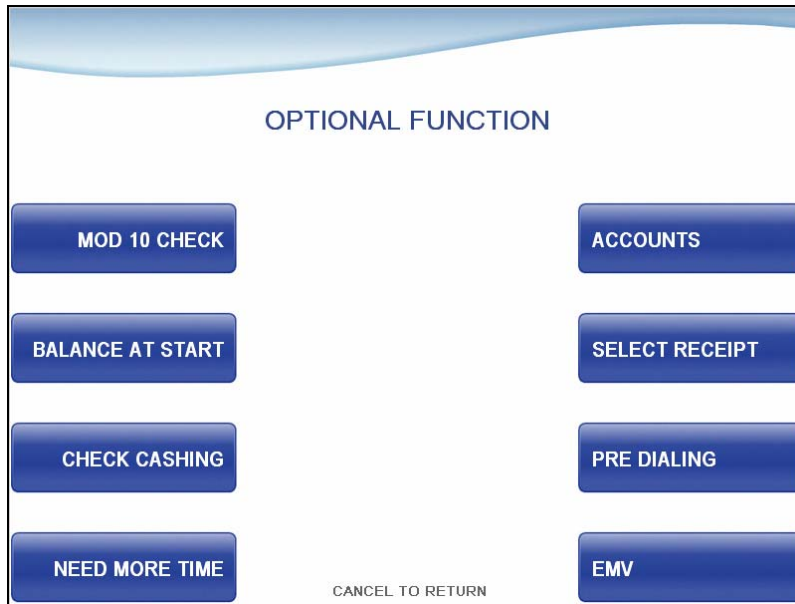 OPTIONAL FUNCTION
MOD 10 CHECK
ACCOUNTS
BALANCE AT START
SELECT RECEIPT
CHECK CASHING
PRE DIALING
NEED MORE TIME
EMV
CANCEL TO RETURN